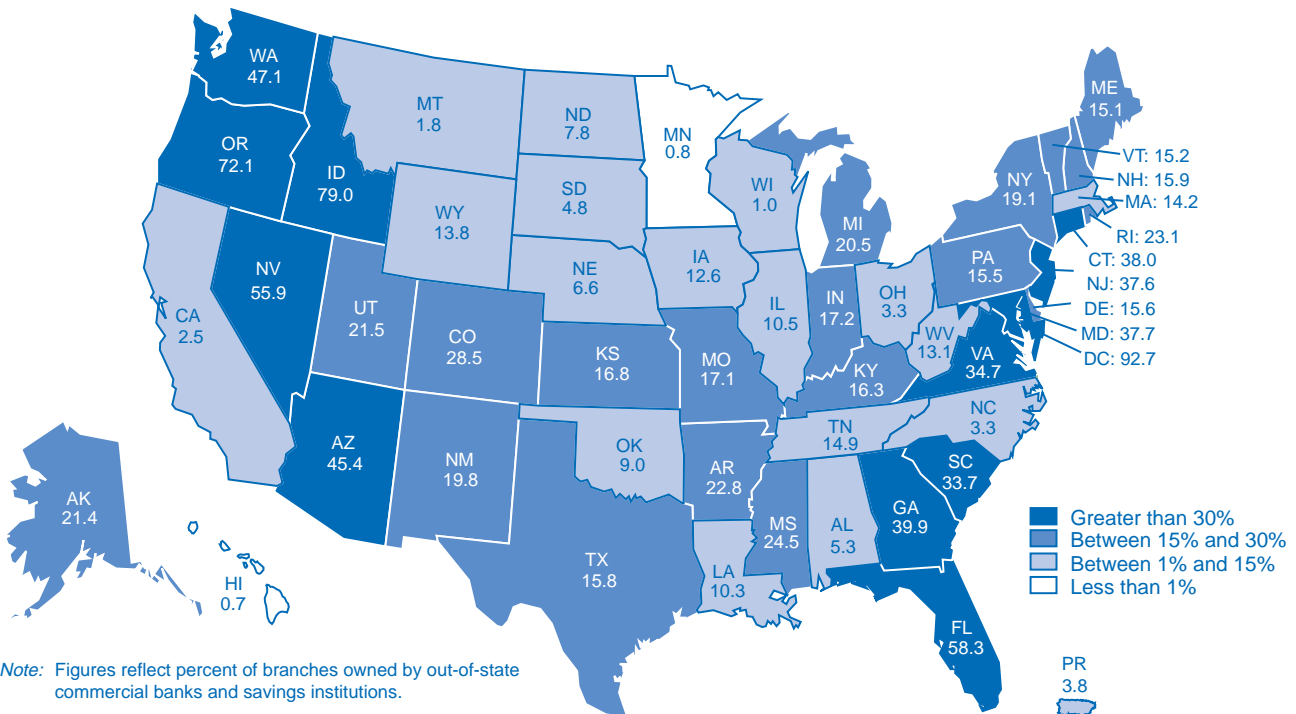 WA
47.1
OR
72.1
ID
79.0
MT
1.8
ND
7.8
MN
0.8
SD
4.8
WY
13.8
WI
1.0
MI
20.5
NY
19.1
ME
15.1
VT: 15.2
NH: 15.9
MA: 14.2
RI: 23.1
CT: 38.0
NJ: 37.6
DE: 15.6
MD: 37.7
DC: 92.7
PA
15.5
NV
55.9
UT
21.5
CA
2.5
CO
28.5
NE
6.6
IA
12.6
IL
10.5
IN
17.2
OH
3.3
WV
13.1
VA
34.7
KS
16.8
MO
17.1
KY
16.3
NC
3.3
TN
14.9
AZ
45.4
NM
19.8
OK
9.0
AR
22.8
SC
33.7
GA
39.9
AL
5.3
MS
24.5
LA
10.3
TX
15.8
AK
21.4
HI
0.7
FL
58.3
PR
3.8
Greater than 30%
Between 15% and 30%
Between 1% and 15%
Less than 1%
Note: Figures reflect percent of branches owned by out-of-state
commercial banks and savings institutions.